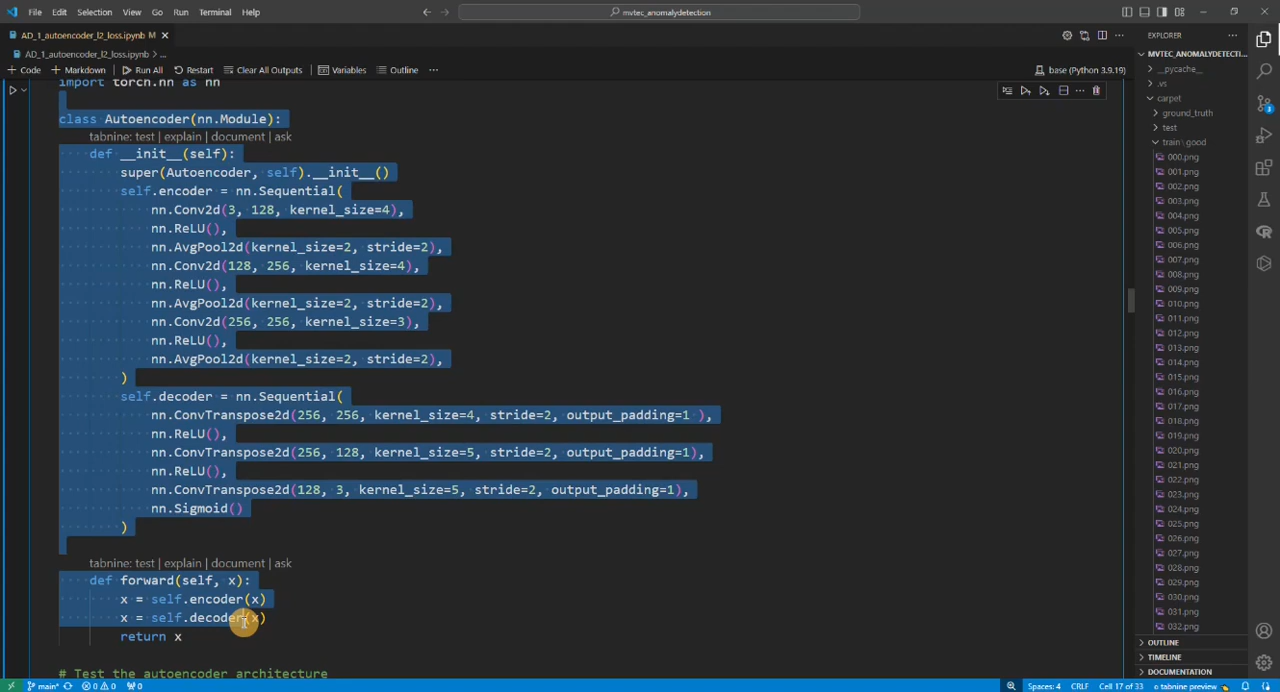 File Edit Selection View Go Run Terminal Help
mvtec_anomalydetection
AD_1_autoencoder_l2_loss.ipynb M
AD_1_autoencoder_l2_loss.ipynb > ...
+ Code + Markdown Run All Restart Clear All Outputs Variables Outline ...
base (Python 3.9.19)
import torch.nn as nn
class Autoencoder(nn.Module):
tabnine: test | explain | document | ask
def __init__(self):
super(Autoencoder, self).__init__()
self.encoder = nn.Sequential(
nn.Conv2d(3, 128, kernel_size=4),
nn.ReLU(),
nn.AvgPool2d(kernel_size=2, stride=2),
nn.Conv2d(128, 256, kernel_size=4),
nn.ReLU(),
nn.AvgPool2d(kernel_size=2, stride=2),
nn.Conv2d(256, 256, kernel_size=3),
nn.ReLU(),
nn.AvgPool2d(kernel_size=2, stride=2),
)
self.decoder = nn.Sequential(
nn.ConvTranspose2d(256, 256, kernel_size=4, stride=2, output_padding=1 ),
nn.ReLU(),
nn.ConvTranspose2d(256, 128, kernel_size=5, stride=2, output_padding=1),
nn.ReLU(),
nn.ConvTranspose2d(128, 3, kernel_size=5, stride=2, output_padding=1),
nn.Sigmoid()
)
tabnine: test | explain | document | ask
def forward(self, x):
x = self.encoder(x)
x = self.decoder(x)
return x
# Test the autoencoder architecture
EXPLORER ...
MVTEC_ANOMALYDETECTI...
__pycache__
.vs
carpet
ground_truth
test
train \ good
000.png
001.png
002.png
003.png
004.png
005.png
006.png
007.png
008.png
009.png
010.png
011.png
012.png
013.png
014.png
015.png
016.png
017.png
018.png
019.png
020.png
021.png
022.png
023.png
024.png
025.png
026.png
027.png
028.png
029.png
030.png
031.png
032.png
OUTLINE
TIMELINE
DOCUMENTATION
3
main* 0 0 0 Spaces: 4 CRLF Cell 17 of 33 tabnine preview